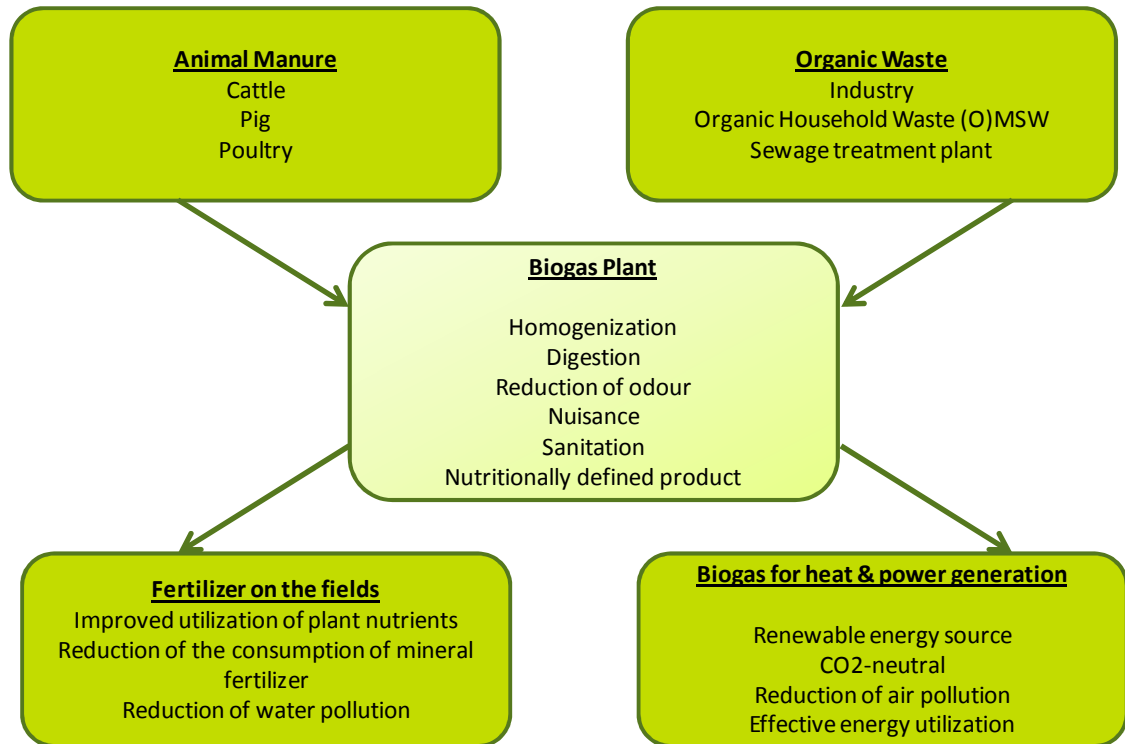 Animal Manure
Cattle
Pig
Poultry
Organic Waste
Industry
Organic Household Waste (O)MSW
Sewage treatment plant
Biogas Plant
Homogenization
Digestion
Reduction of odour
Nuisance
Sanitation
Nutritionally defined product
Fertilizer on the fields
Improved utilization of plant nutrients
Reduction of the consumption of mineral
fertilizer
Reduction of water pollution
Biogas for heat & power generation
Renewable energy source
CO2-neutral
Reduction of air pollution
Effective energy utilization